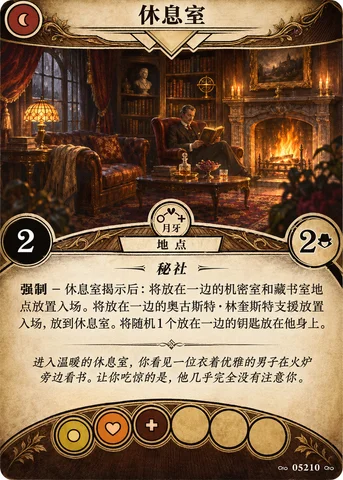 休息室
月牙
2
地点
2
秘社
强制 – 休息室揭示后：将放在一边的机密室和藏书室地
点放置入场。将放在一边的奥古斯特·林奎斯特支援放置
入场，放到休息室。将随机1个放在一边的钥匙放在他身上。
进入温暖的休息室，你看见一位衣着优雅的男子在火炉
旁边看书。让你吃惊的是，他几乎完全没有注意你。
05210